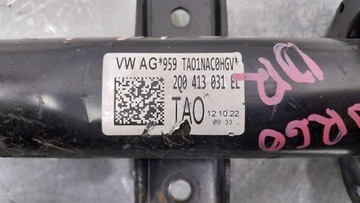 VW AG*959 TAO1NAC0HGV*
2Q0 413 031 EL
TAO 12.10.22
09:33